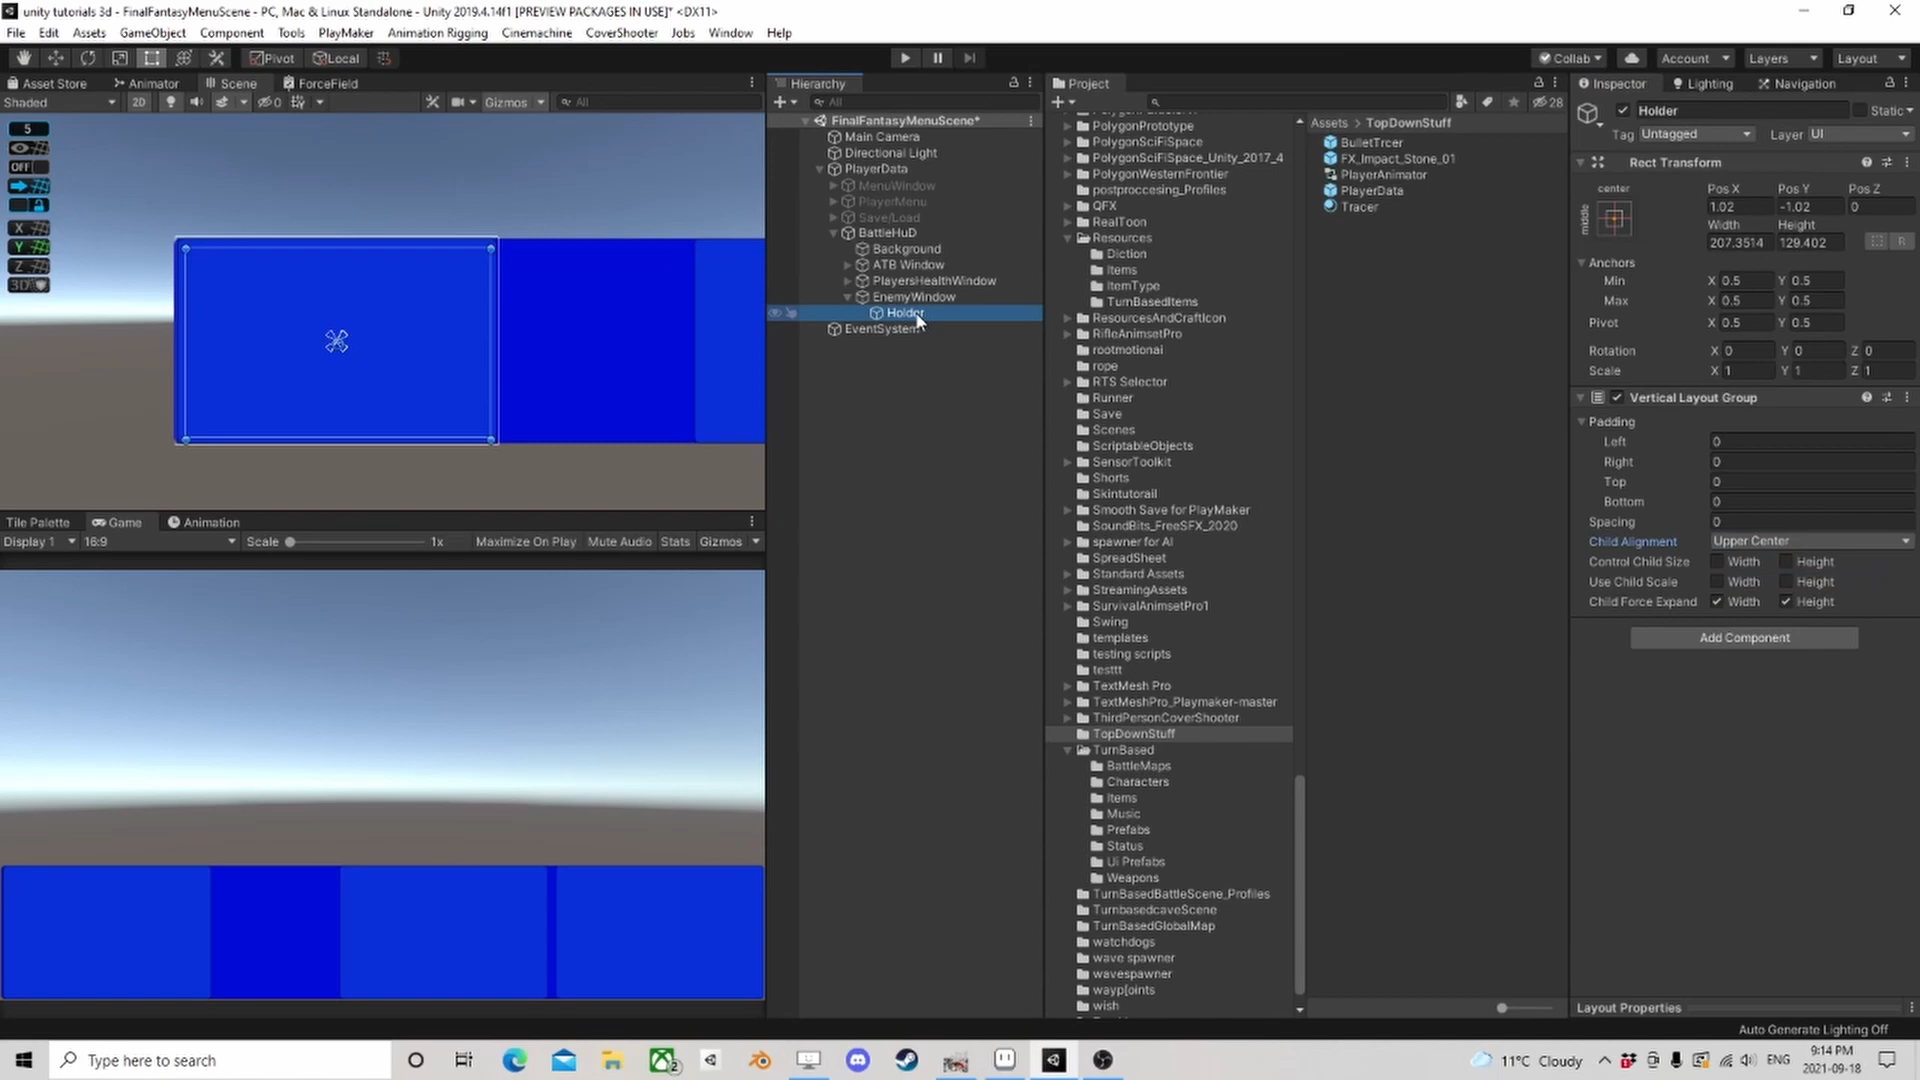 unity tutorials 3d - FinalFantasyMenuScene - PC, Mac & Linux Standalone - Unity 2019.4.14f1 [PREVIEW PACKAGES IN USE]* <DX11>
File Edit Assets GameObject Component Tools PlayMaker Animation Rigging Cinemachine CoverShooter Jobs Window Help
Pivot Local Collab Account Layers Layout
Asset Store Animator Scene ForceField
Shaded 2D 0 Gizmos All
5
OFF
X
Y
Z
3D
Tile Palette Game Animation
Display 1 16:9 Scale 1x Maximize On Play Mute Audio Stats Gizmos
Hierarchy
All
FinalFantasyMenuScene*
Main Camera
Directional Light
PlayerData
MenuWindow
PlayerMenu
Save/Load
BattleHuD
Background
ATB Window
PlayersHealthWindow
EnemyWindow
Holder
EventSystem
Project
28
PolygonPrototype
PolygonSciFiSpace
PolygonSciFiSpace_Unity_2017_4
PolygonWesternFrontier
postproccesing_Profiles
QFX
RealToon
Resources
Diction
Items
ItemType
TurnBasedItems
ResourcesAndCraftIcon
RifleAnimsetPro
rootmotionai
rope
RTS Selector
Runner
Save
Scenes
ScriptableObjects
SensorToolkit
Shorts
Skintutorail
Smooth Save for PlayMaker
SoundBits_FreeSFX_2020
spawner for AI
SpreadSheet
Standard Assets
StreamingAssets
SurvivalAnimsetPro1
Swing
templates
testing scripts
testtt
TextMesh Pro
TextMeshPro_Playmaker-master
ThirdPersonCoverShooter
TopDownStuff
TurnBased
BattleMaps
Characters
Items
Music
Prefabs
Status
Ui Prefabs
Weapons
TurnBasedBattleScene_Profiles
TurnbasedcaveScene
TurnBasedGlobalMap
watchdogs
wave spawner
wavespawner
wayp[oints
wish
Assets > TopDownStuff
BulletTrcer
FX_Impact_Stone_01
PlayerAnimator
PlayerData
Tracer
Inspector Lighting Navigation
Holder Static
Tag Untagged Layer UI
Rect Transform
center Pos X Pos Y Pos Z
middle 1.02 -1.02 0
Width Height
207.3514 129.402 R
Anchors
Min X 0.5 Y 0.5
Max X 0.5 Y 0.5
Pivot X 0.5 Y 0.5
Rotation X 0 Y 0 Z 0
Scale X 1 Y 1 Z 1
Vertical Layout Group
Padding
Left 0
Right 0
Top 0
Bottom 0
Spacing 0
Child Alignment Upper Center
Control Child Size Width Height
Use Child Scale Width Height
Child Force Expand Width Height
Add Component
Layout Properties
Auto Generate Lighting Off
Type here to search
2
11°C Cloudy
ENG
9:14 PM
2021-09-18